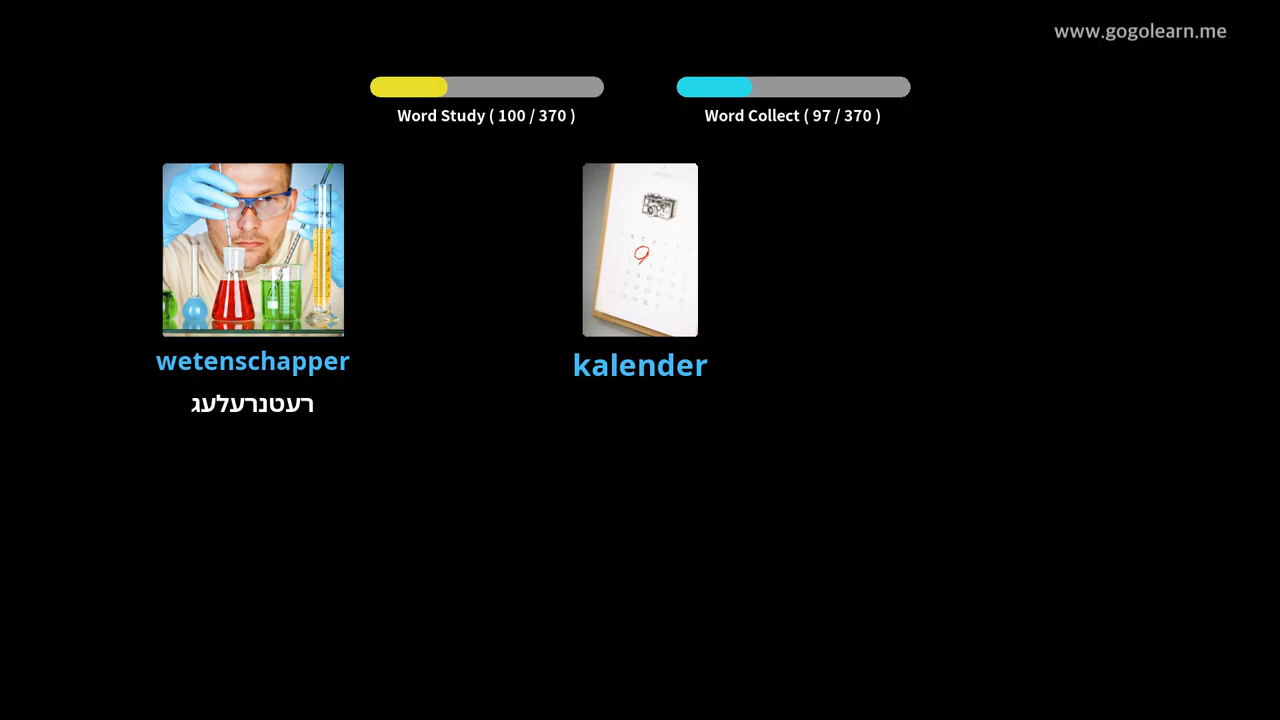 www.gogolearn.me
Word Study ( 100 / 370 )
Word Collect ( 97 / 370 )
wetenschapper
רעטנרעלעג
kalender